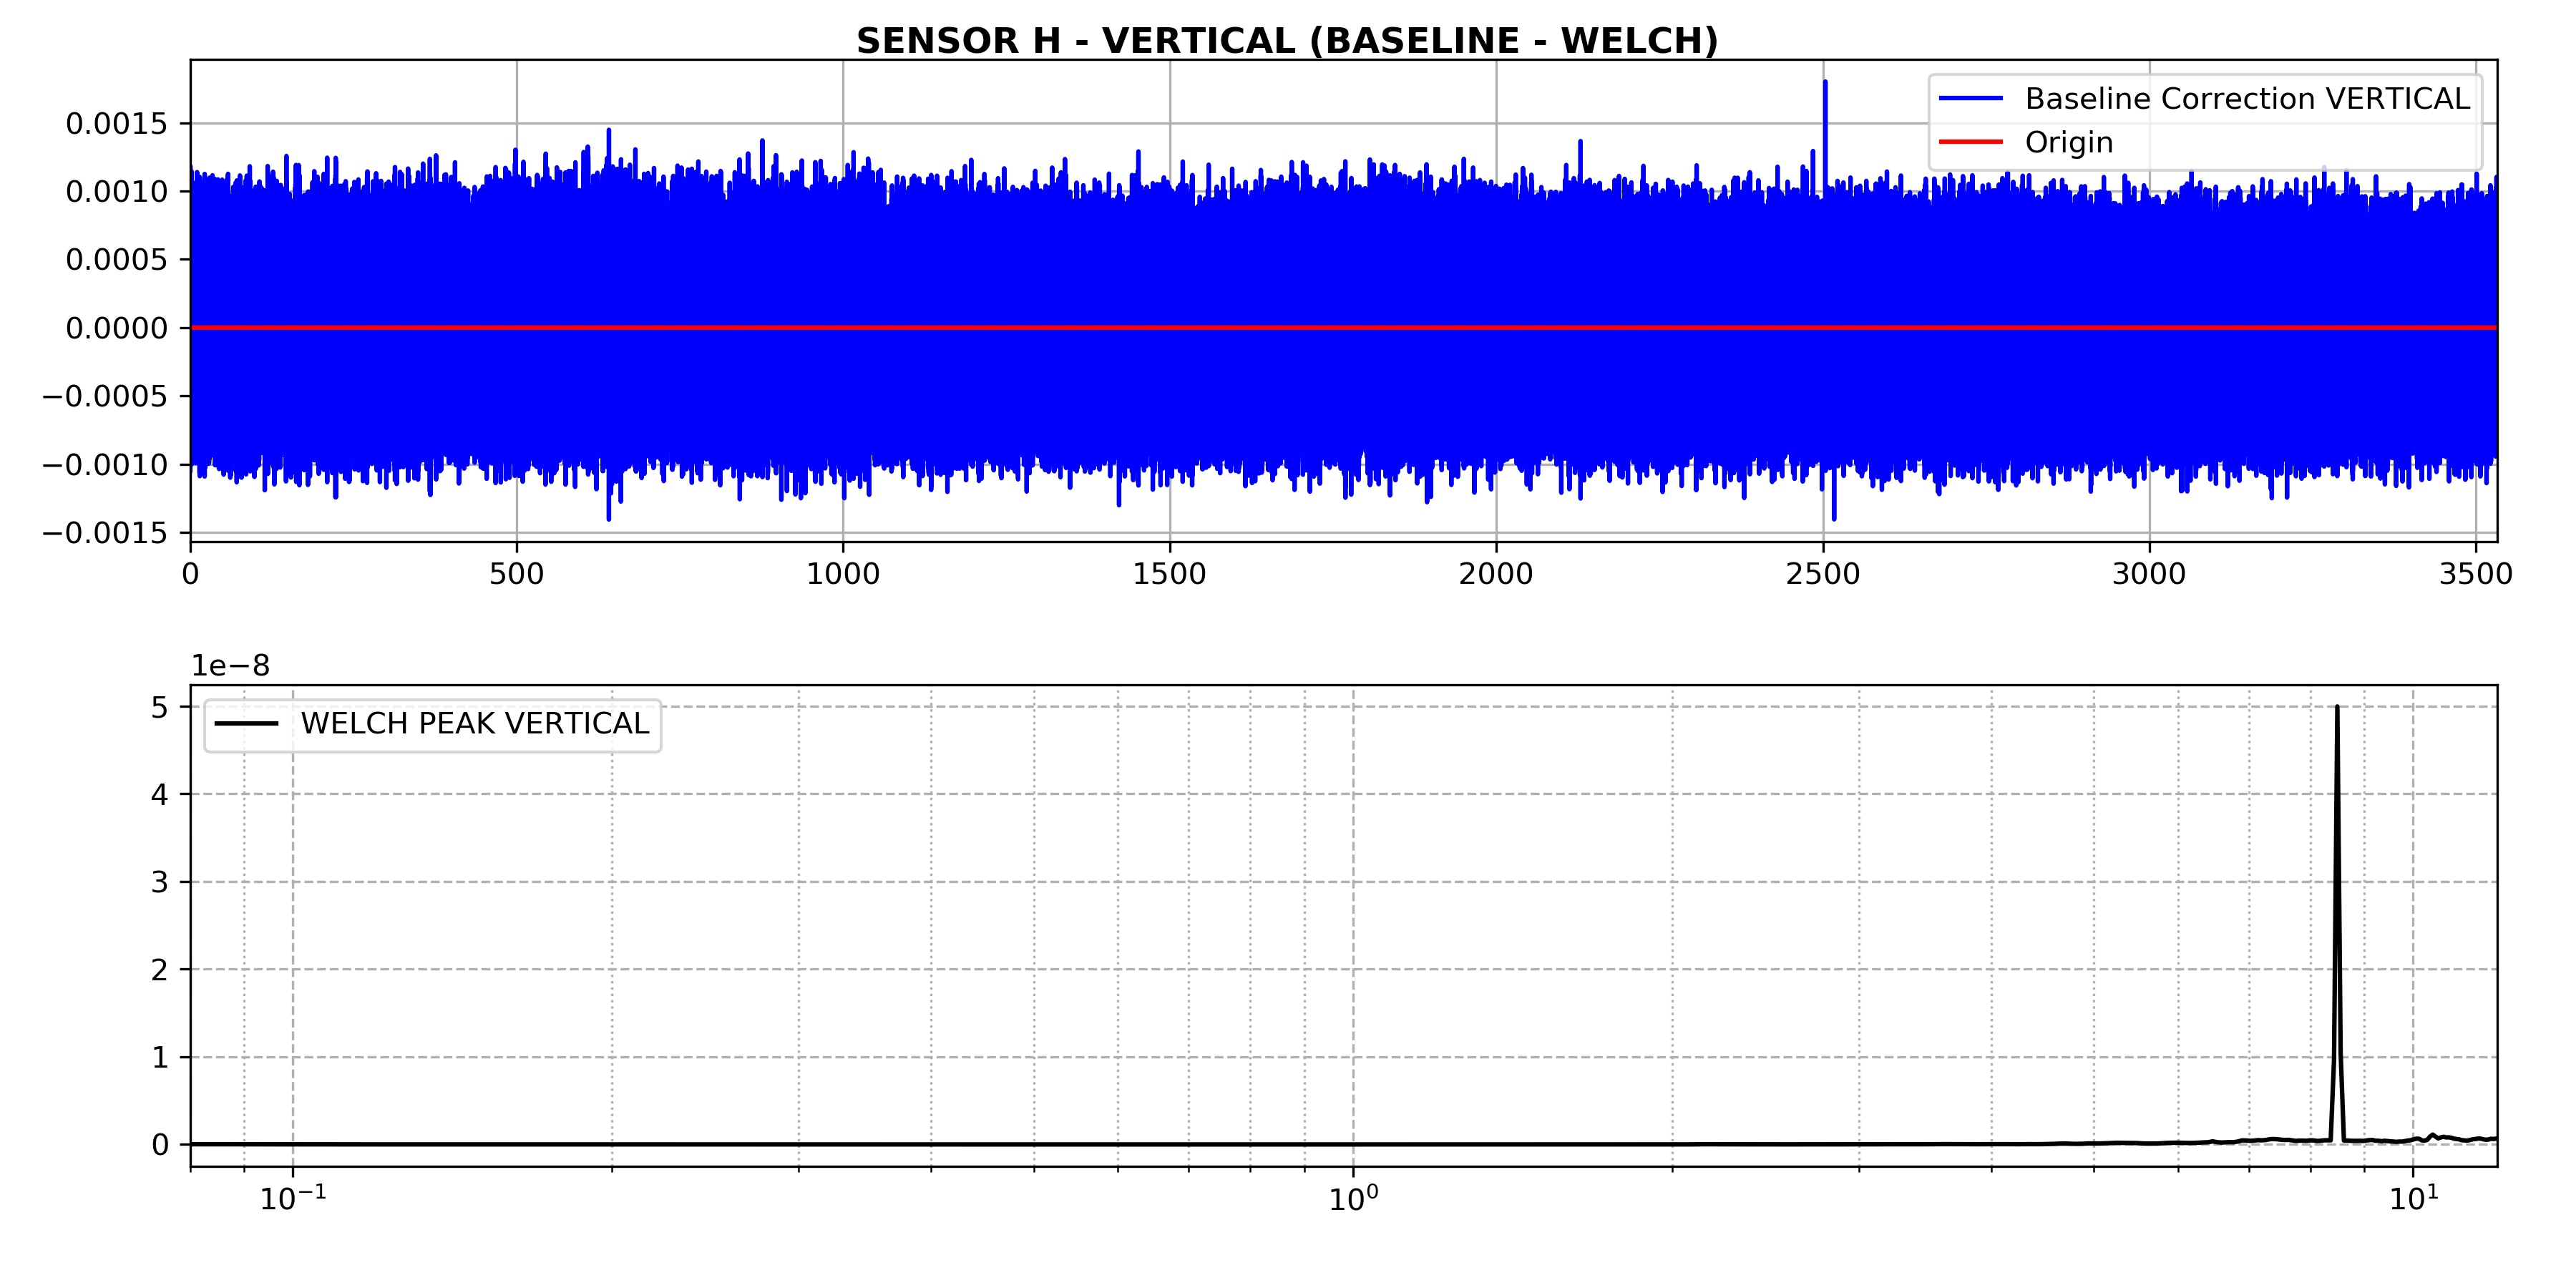 SENSOR H - VERTICAL (BASELINE - WELCH)
Baseline Correction VERTICAL
Origin
0.0015
0.0010
0.0005
0.0000
−0.0005
−0.0010
−0.0015
0 500 1000 1500 2000 2500 3000 3500
1e−8
WELCH PEAK VERTICAL
5
4
3
2
1
0
10⁻¹ 10⁰ 10¹